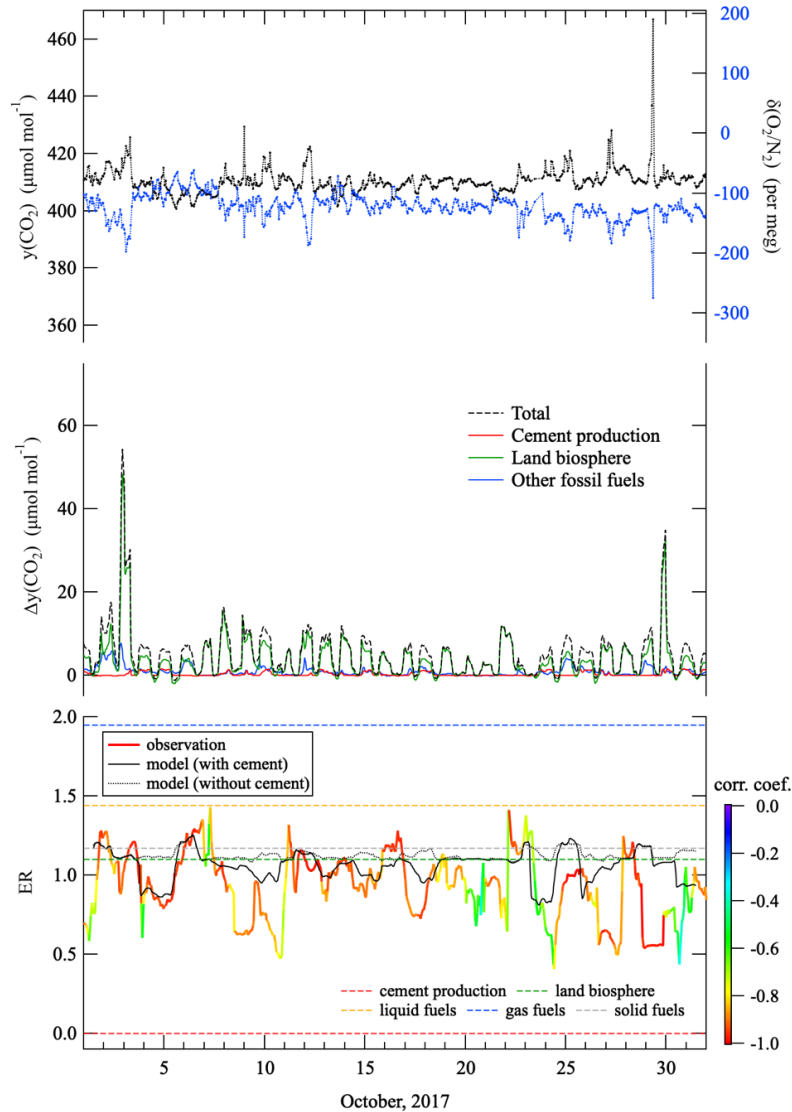 460
440
420
400
380
360
y(CO2) (μmol mol-1)
200
100
0
-100
-200
-300
δ(O2/N2) (per meg)
60
40
20
0
Δy(CO2) (μmol mol-1)
Total
Cement production
Land biosphere
Other fossil fuels
2.0
1.5
1.0
0.5
0.0
ER
observation
model (with cement)
model (without cement)
cement production land biosphere
liquid fuels gas fuels solid fuels
corr. coef.
0.0
-0.2
-0.4
-0.6
-0.8
-1.0
5 10 15 20 25 30
October, 2017